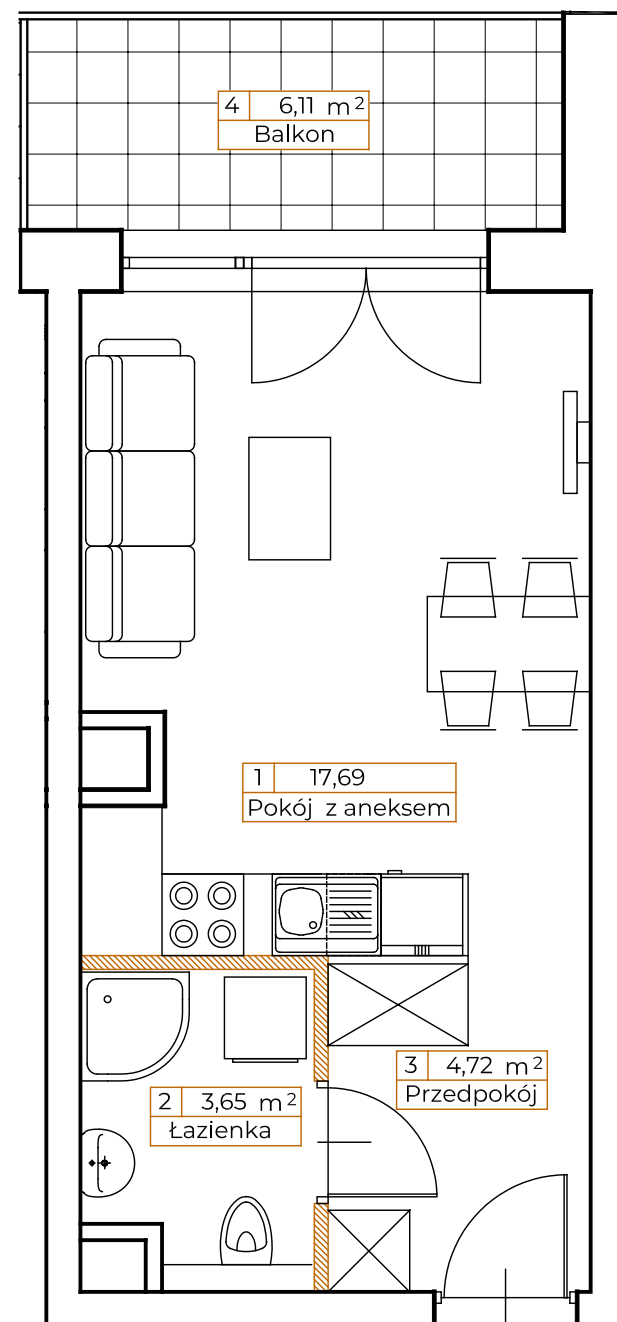 4 6,11 m²
Balkon
1 17,69
Pokój z aneksem
3 4,72 m²
Przedpokój
2 3,65 m²
Łazienka